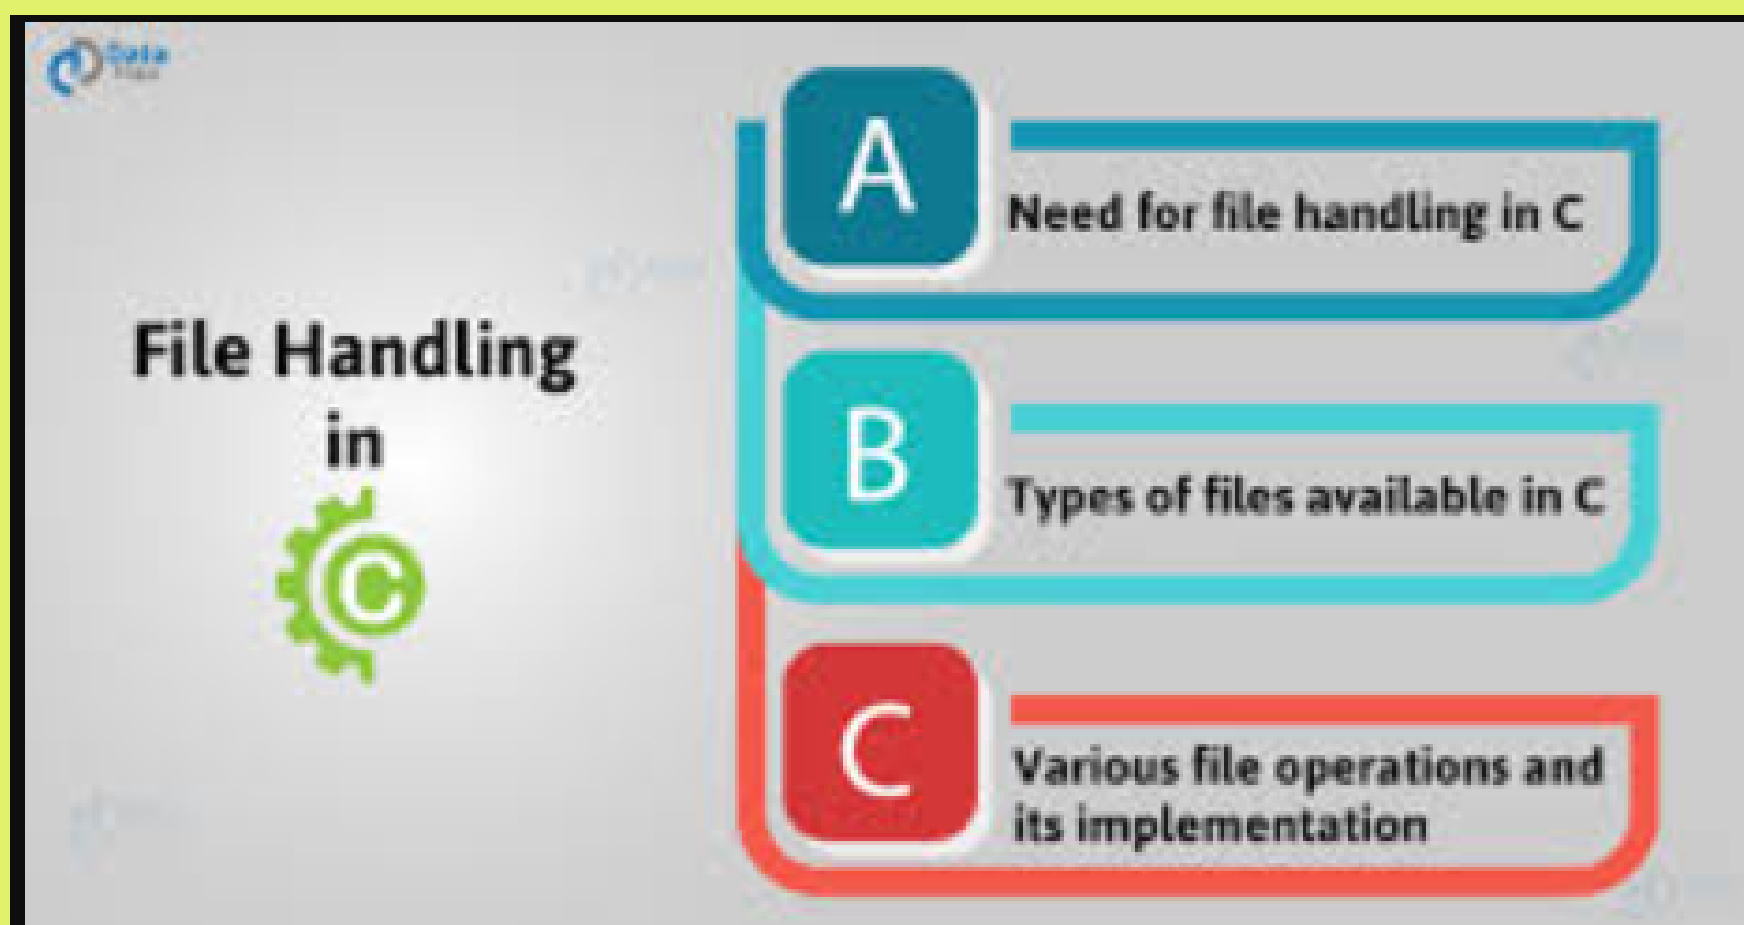 Data
File Handling
in
C
A
Need for file handling in C
B
Types of files available in C
C
Various file operations and
its implementation